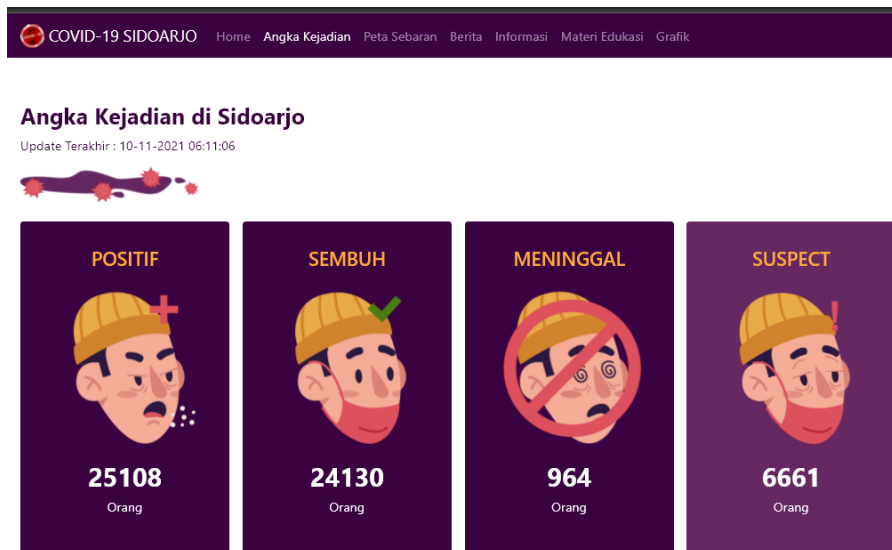 COVID-19 SIDOARJO Home Angka Kejadian Peta Sebaran Berita Informasi Materi Edukasi Grafik
Angka Kejadian di Sidoarjo
Update Terakhir : 10-11-2021 06:11:06
POSITIF
25108
Orang
SEMBUH
24130
Orang
MENINGGAL
964
Orang
SUSPECT
6661
Orang